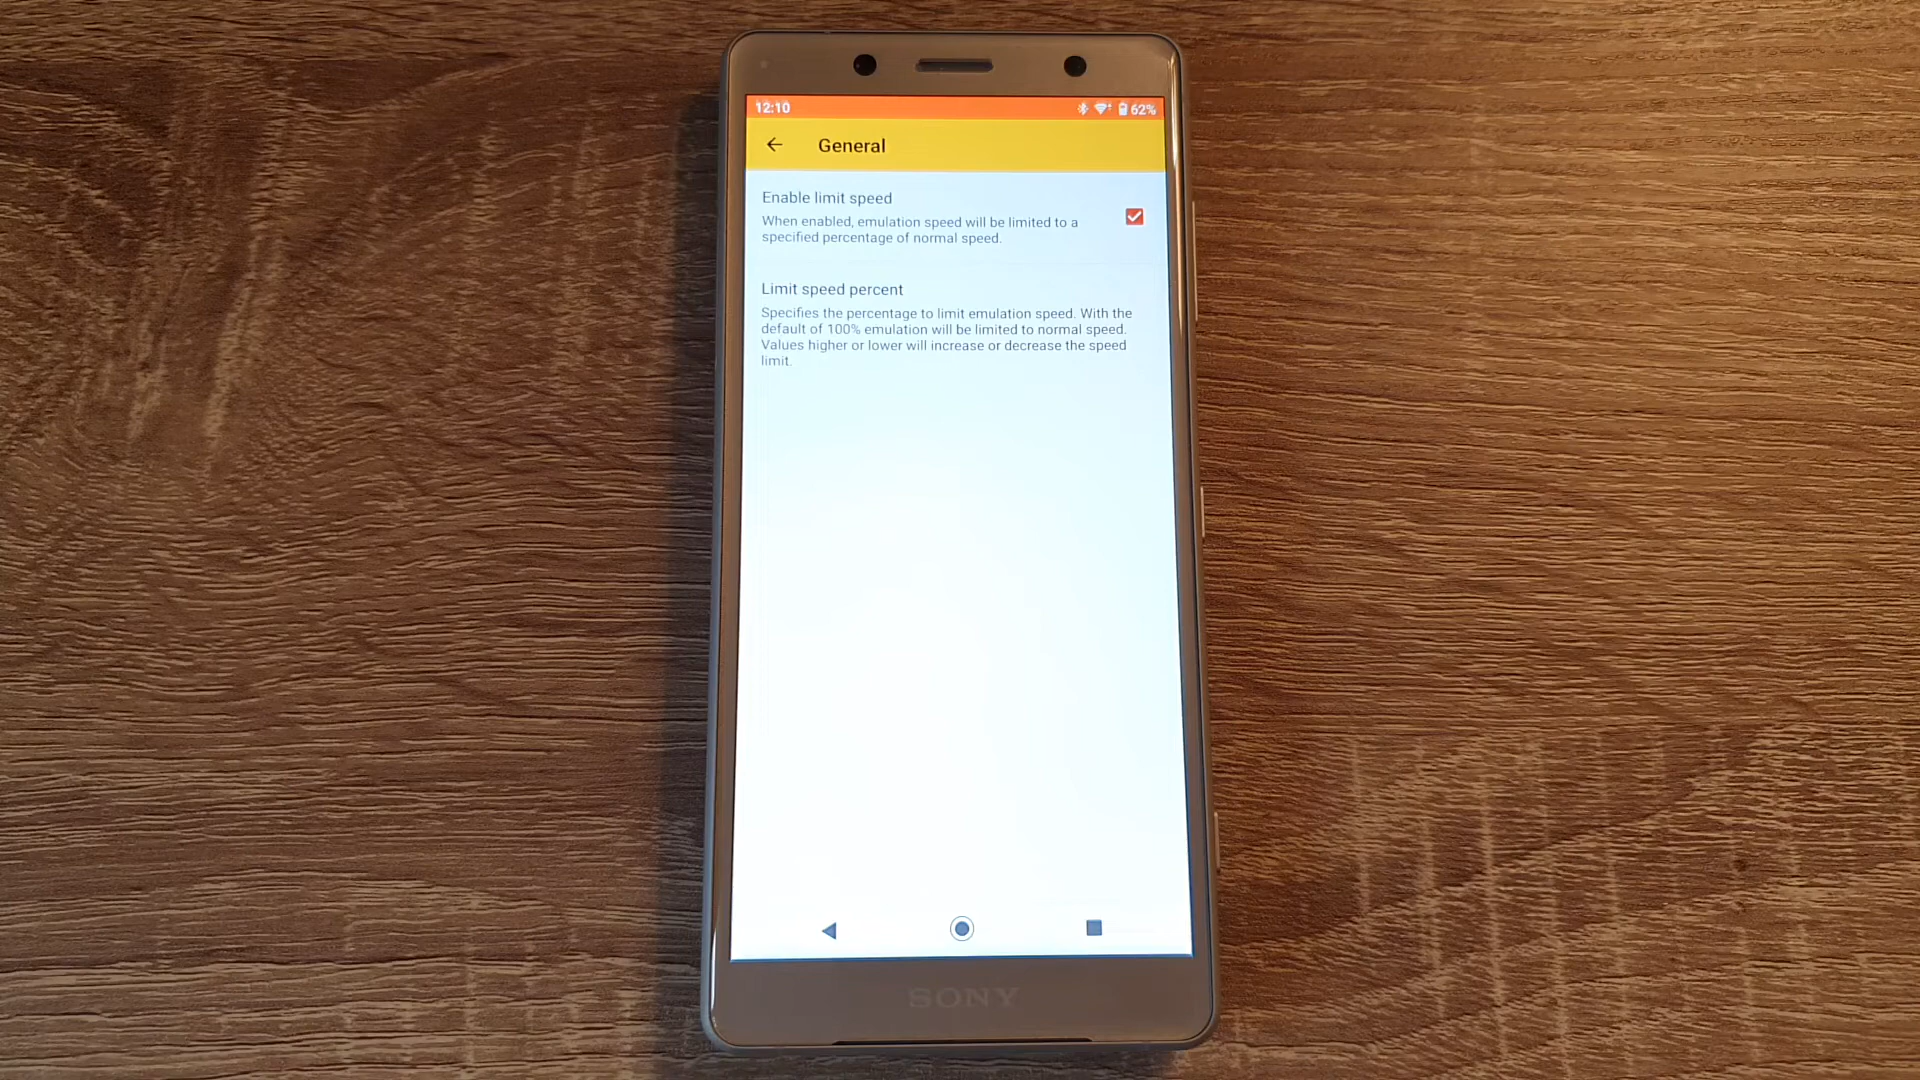 12:10
62%
General
Enable limit speed
When enabled, emulation speed will be limited to a
specified percentage of normal speed.
Limit speed percent
Specifies the percentage to limit emulation speed. With the
default of 100% emulation will be limited to normal speed.
Values higher or lower will increase or decrease the speed
limit.
SONY